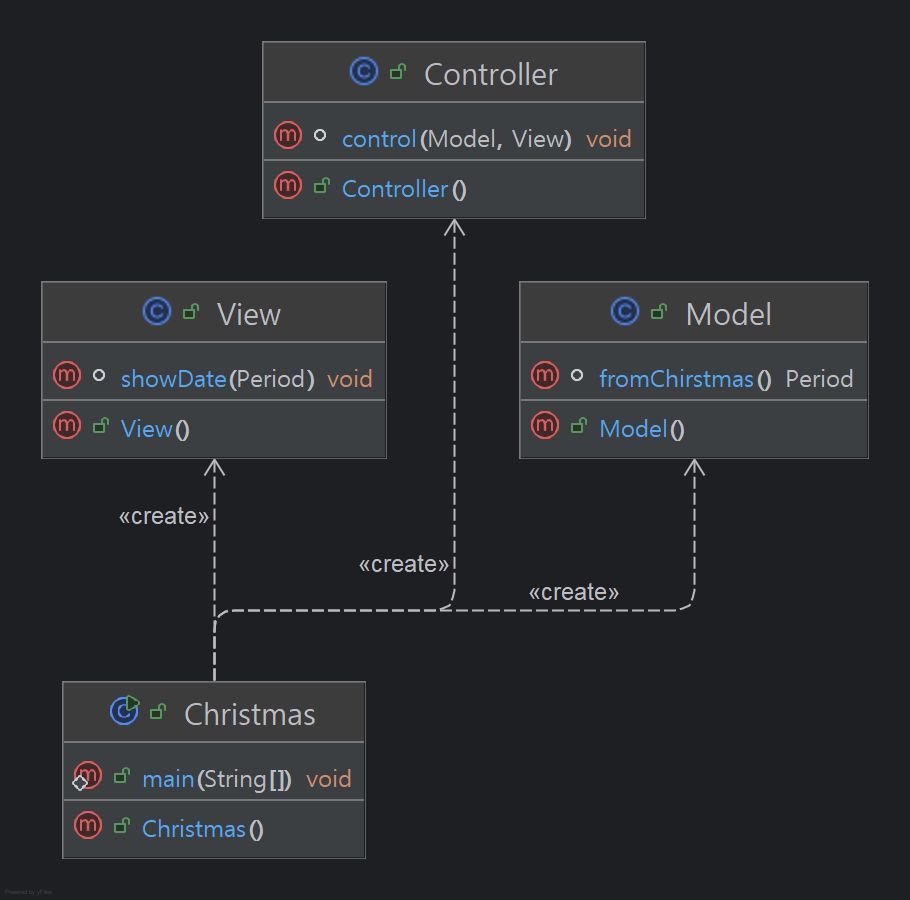 Controller
control(Model, View) void
Controller()
View
showDate(Period) void
View()
Model
fromChirstmas() Period
Model()
«create»
«create»
«create»
Christmas
main(String[]) void
Christmas()
Powered by yFiles